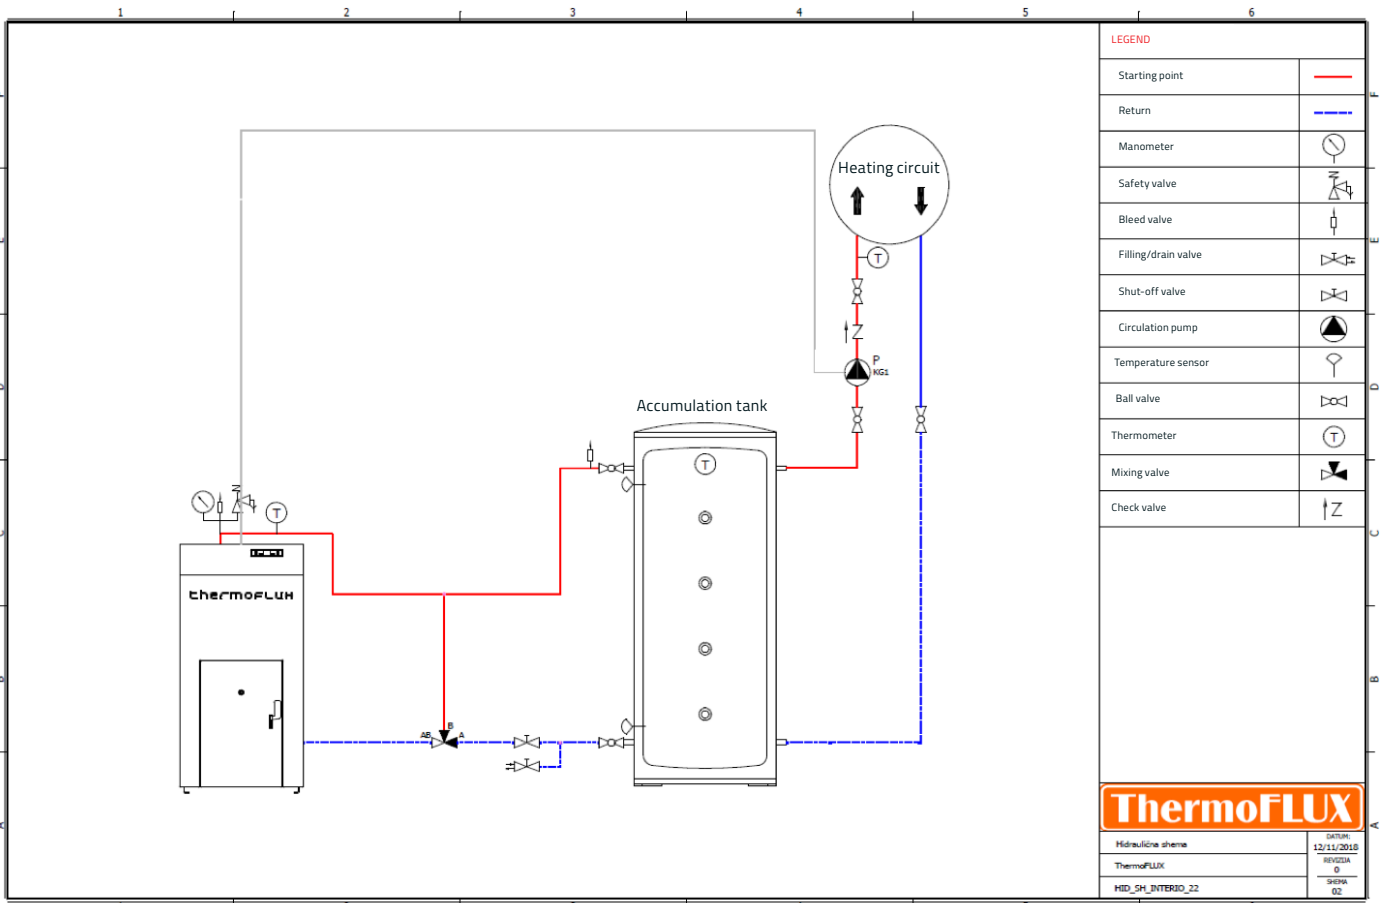 1 2 3 4 5 6
LEGEND
Starting point
Return
Manometer
Safety valve
Bleed valve
Filling/drain valve
Shut-off valve
Circulation pump
Temperature sensor
Ball valve
Thermometer
T
Mixing valve
Check valve
Heating circuit
T
P
KG1
Accumulation tank
T
T
thermoFLUX
B
AB
A
F
E
D
C
B
A
ThermoFLUX
Hidraulična shema
ThermoFLUX
HID_SH_INTERIO_22
DATUM:
12/11/2018
REVIZIJA
0
SHEMA
02